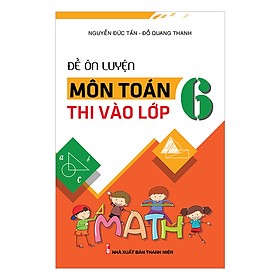 NGUYỄN ĐỨC TẤN - ĐỖ QUANG THANH
ĐỀ ÔN LUYỆN
MÔN TOÁN
THI VÀO LỚP 6
MATH
NHÀ XUẤT BẢN THANH NIÊN